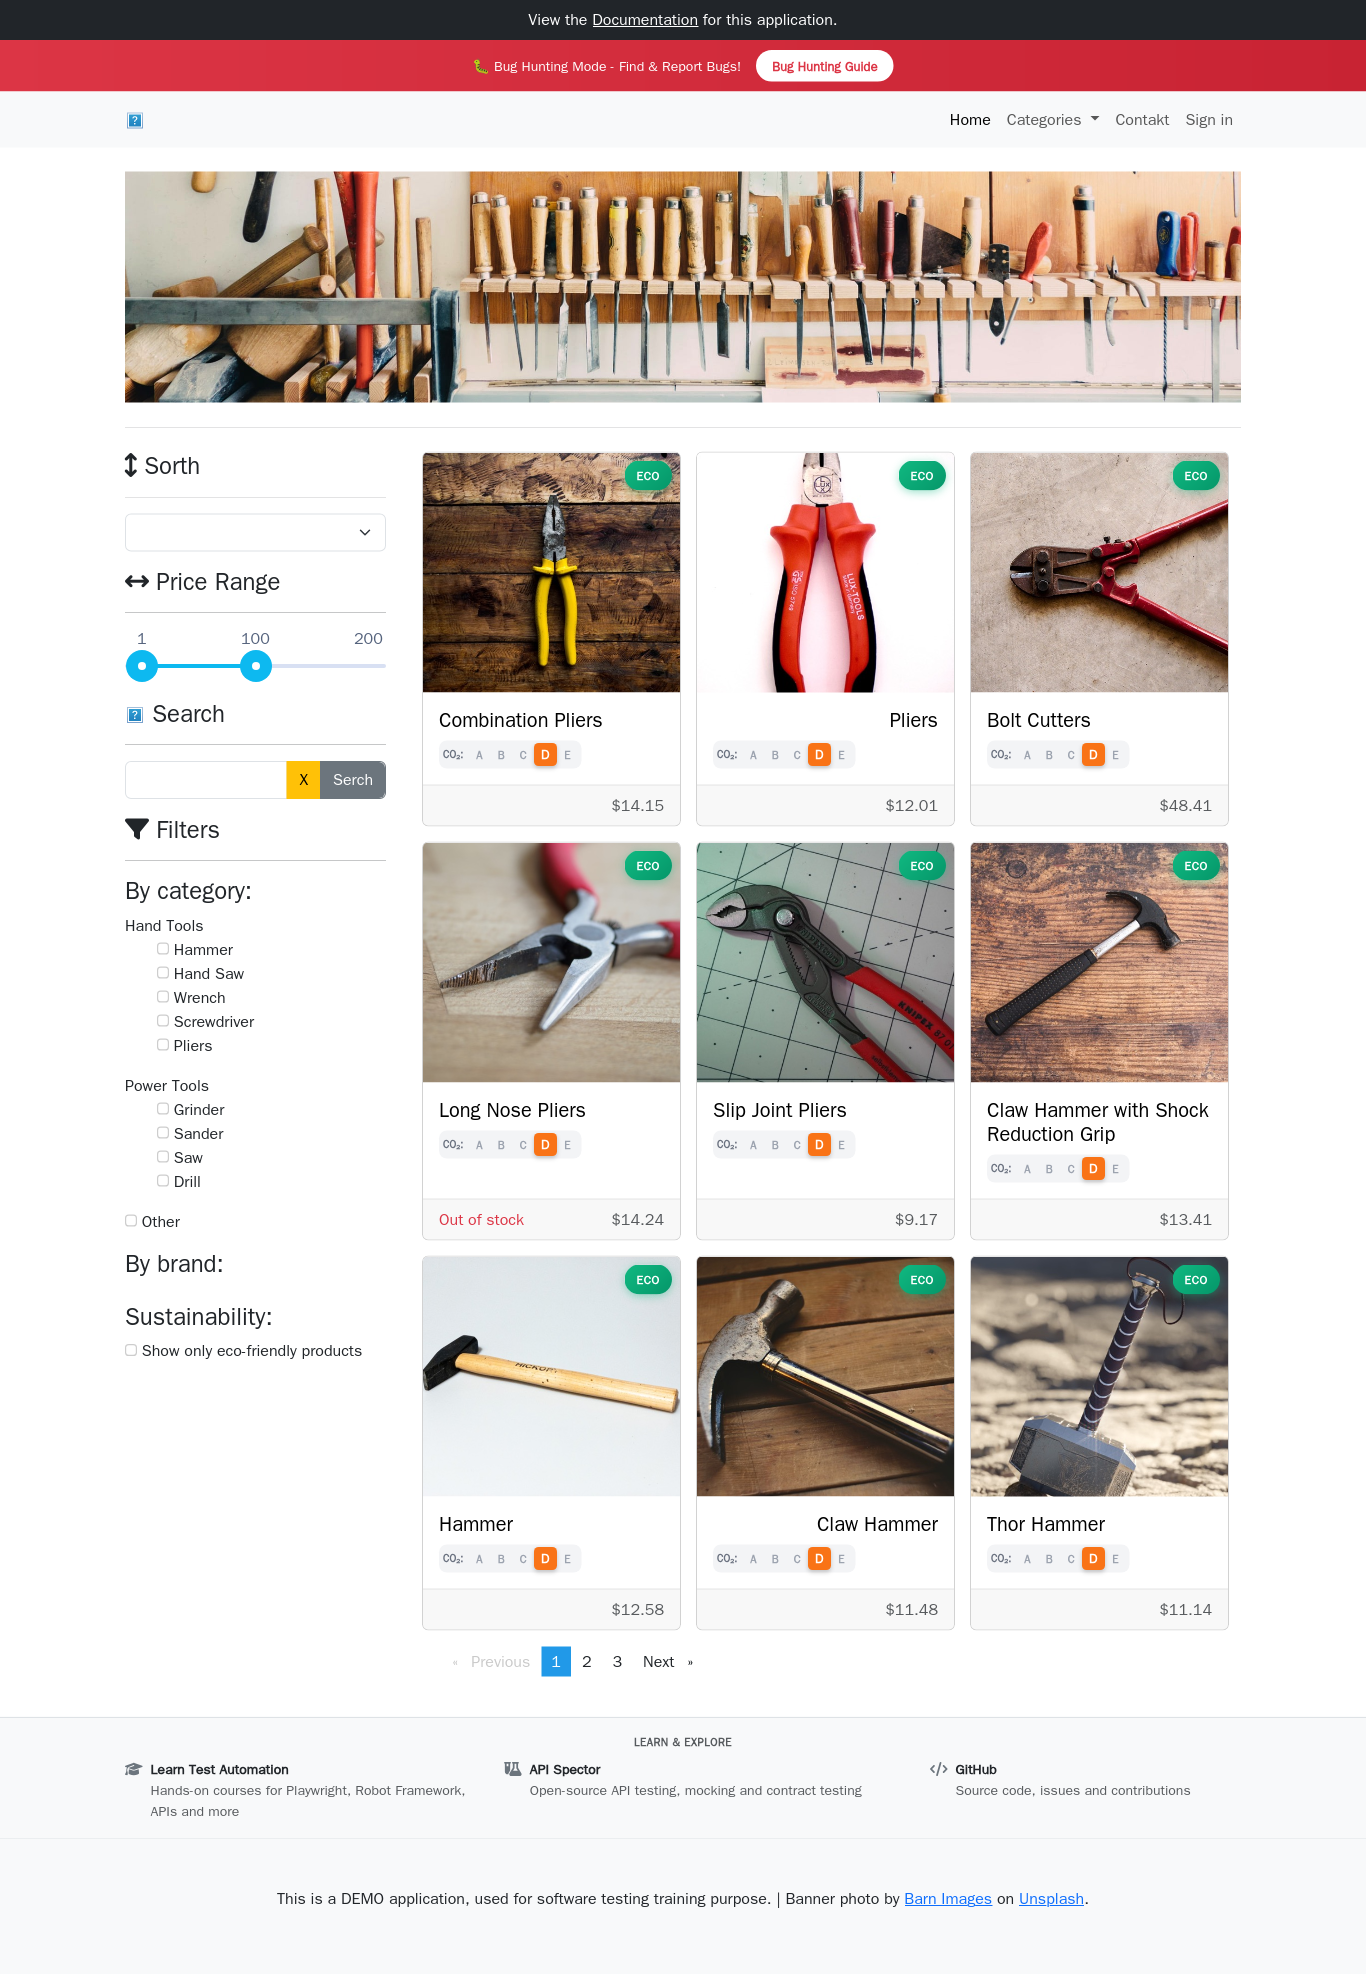 View the Documentation for this application.
🐛 Bug Hunting Mode - Find & Report Bugs! Bug Hunting Guide
Home Categories Contakt Sign in
Sorth
Price Range
1 100 200
Search
X Serch
Filters
By category:
Hand Tools
Hammer
Hand Saw
Wrench
Screwdriver
Pliers
Power Tools
Grinder
Sander
Saw
Drill
Other
By brand:
Sustainability:
Show only eco-friendly products
ECO
Combination Pliers
CO₂: A B C D E
$14.15
ECO
LUX-TOOLS
Pliers
CO₂: A B C D E
$12.01
ECO
Bolt Cutters
CO₂: A B C D E
$48.41
ECO
Long Nose Pliers
CO₂: A B C D E
Out of stock $14.24
ECO
KNIPEX
Slip Joint Pliers
CO₂: A B C D E
$9.17
ECO
Claw Hammer with Shock
Reduction Grip
CO₂: A B C D E
$13.41
ECO
HICKORY
Hammer
CO₂: A B C D E
$12.58
ECO
Claw Hammer
CO₂: A B C D E
$11.48
ECO
Thor Hammer
CO₂: A B C D E
$11.14
« Previous 1 2 3 Next »
LEARN & EXPLORE
Learn Test Automation
Hands-on courses for Playwright, Robot Framework,
APIs and more
API Spector
Open-source API testing, mocking and contract testing
GitHub
Source code, issues and contributions
This is a DEMO application, used for software testing training purpose. | Banner photo by Barn Images on Unsplash.